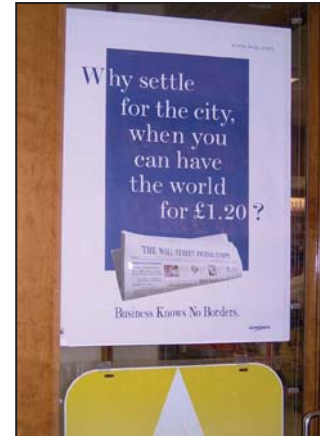 Why settle
for the city,
when you
can have
the world
for £1.20 ?
THE WALL STREET JOURNAL EUROPE
Business Knows No Borders.